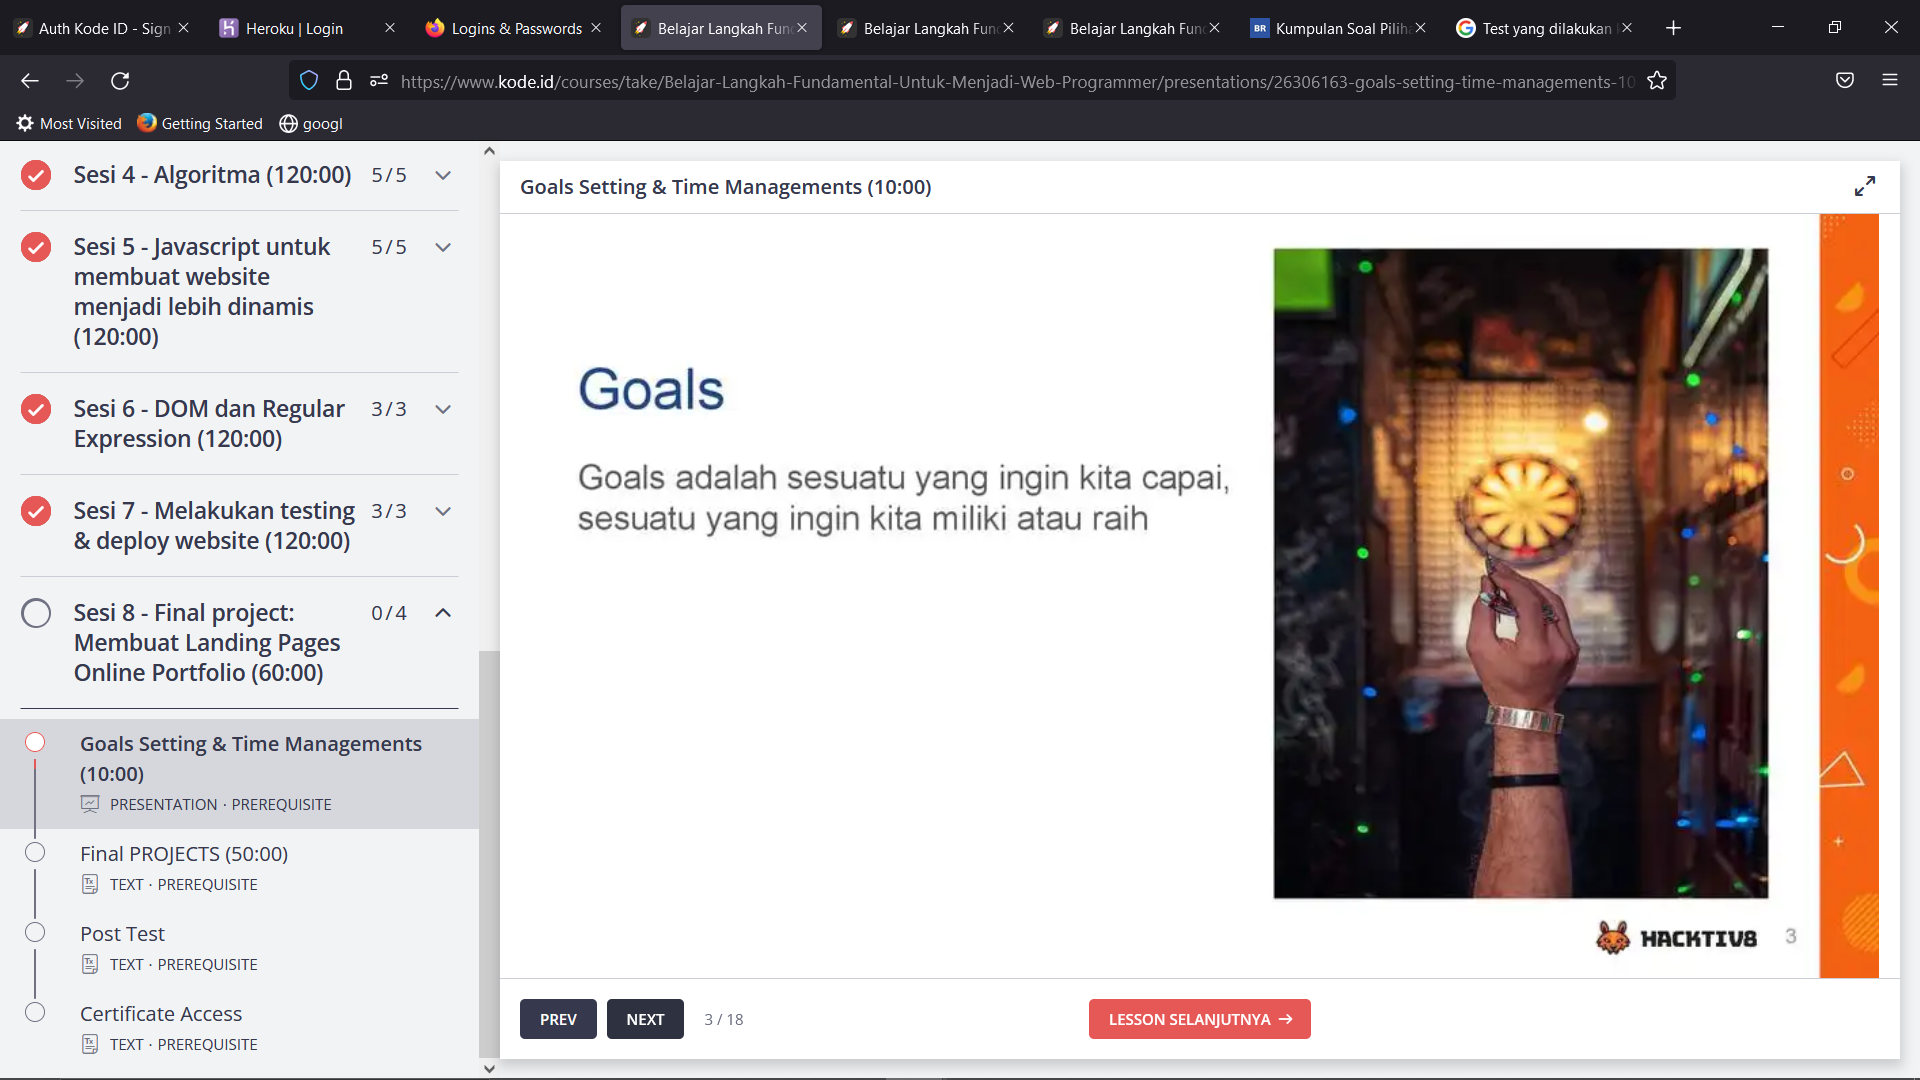 Auth Kode ID - Sign
Heroku | Login
Logins & Passwords
Belajar Langkah Fun
Belajar Langkah Fun
Belajar Langkah Fun
BR
Kumpulan Soal Piliha
Test yang dilakukan
https://www.kode.id/courses/take/Belajar-Langkah-Fundamental-Untuk-Menjadi-Web-Programmer/presentations/26306163-goals-setting-time-managements-10
Most Visited
Getting Started
googl
Sesi 4 - Algoritma (120:00)
5 / 5
Sesi 5 - Javascript untuk
membuat website
menjadi lebih dinamis
(120:00)
5 / 5
Sesi 6 - DOM dan Regular
Expression (120:00)
3 / 3
Sesi 7 - Melakukan testing
& deploy website (120:00)
3 / 3
Sesi 8 - Final project:
Membuat Landing Pages
Online Portfolio (60:00)
0 / 4
Goals Setting & Time Managements
(10:00)
PRESENTATION · PREREQUISITE
Final PROJECTS (50:00)
TEXT · PREREQUISITE
Post Test
TEXT · PREREQUISITE
Certificate Access
TEXT · PREREQUISITE
Goals Setting & Time Managements (10:00)
Goals
Goals adalah sesuatu yang ingin kita capai,
sesuatu yang ingin kita miliki atau raih
HACKTIV8
3
PREV
NEXT
3 / 18
LESSON SELANJUTNYA →